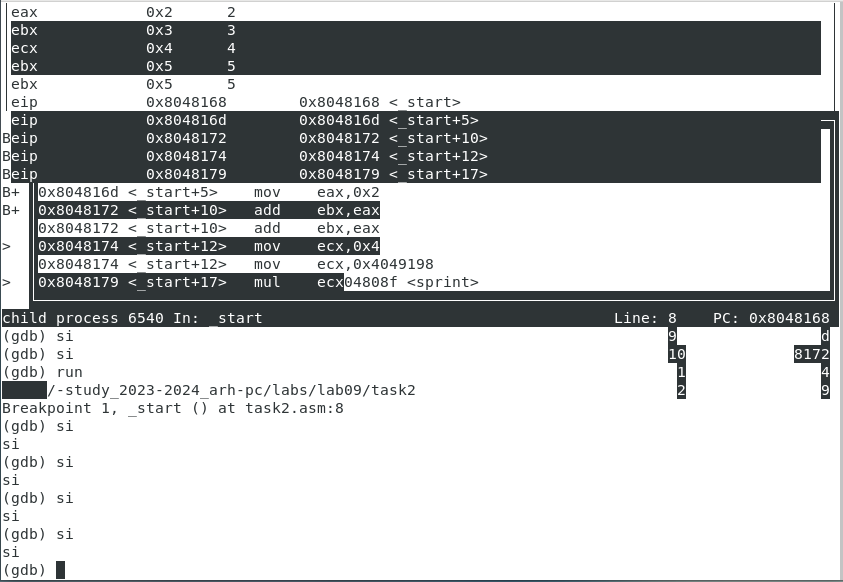 eax 0x2 2
ebx 0x3 3
ecx 0x4 4
ebx 0x5 5
ebx 0x5 5
eip 0x8048168 0x8048168 <_start>
eip 0x804816d 0x804816d <_start+5>
Beip 0x8048172 0x8048172 <_start+10>
Beip 0x8048174 0x8048174 <_start+12>
Beip 0x8048179 0x8048179 <_start+17>
B+ 0x804816d <_start+5> mov eax,0x2
B+ 0x8048172 <_start+10> add ebx,eax
0x8048172 <_start+10> add ebx,eax
> 0x8048174 <_start+12> mov ecx,0x4
0x8048174 <_start+12> mov ecx,0x4049198
> 0x8048179 <_start+17> mul ecx04808f <sprint>
child process 6540 In: _start Line: 8 PC: 0x8048168
(gdb) si 9 d
(gdb) si 10 8172
(gdb) run 1 4
/-study_2023-2024_arh-pc/labs/lab09/task2 2 9
Breakpoint 1, _start () at task2.asm:8
(gdb) si
si
(gdb) si
si
(gdb) si
si
(gdb) si
si
(gdb)